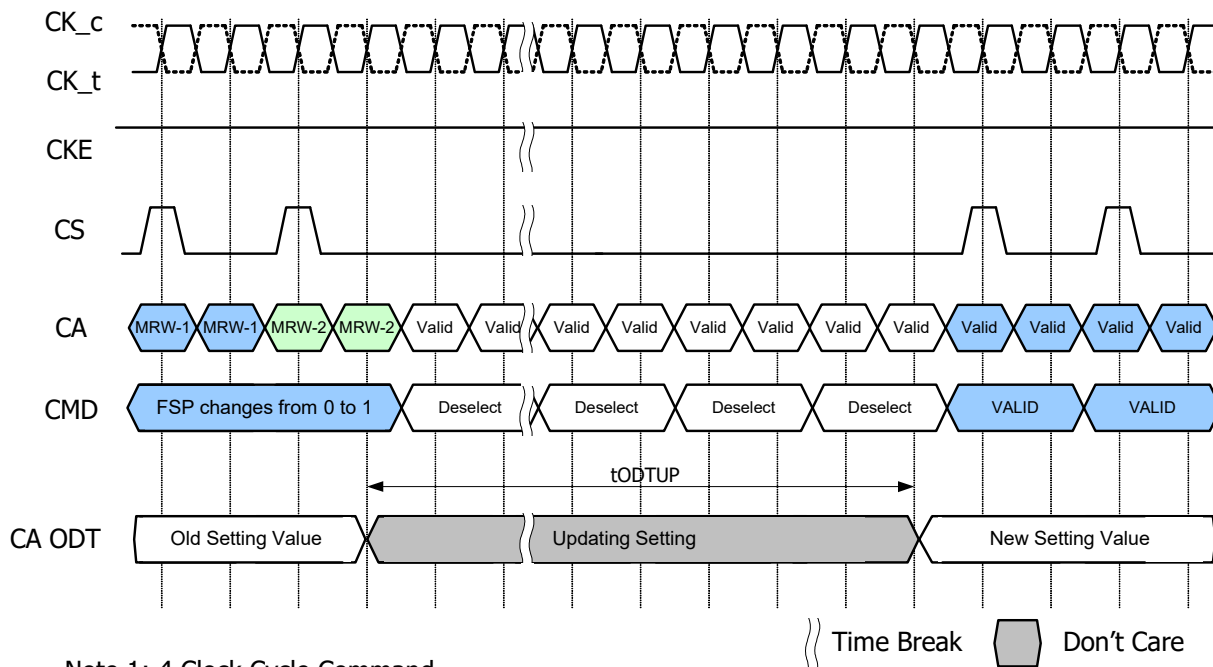 CK_c
CK_t
CKE
CS
CA MRW-1 MRW-1 MRW-2 MRW-2 Valid Valid Valid Valid Valid Valid Valid Valid Valid Valid Valid Valid
CMD FSP changes from 0 to 1 Deselect Deselect Deselect Deselect VALID VALID
tODTUP
CA ODT Old Setting Value Updating Setting New Setting Value
Time Break Don't Care
Note 1: 4 Clock Cycle Command